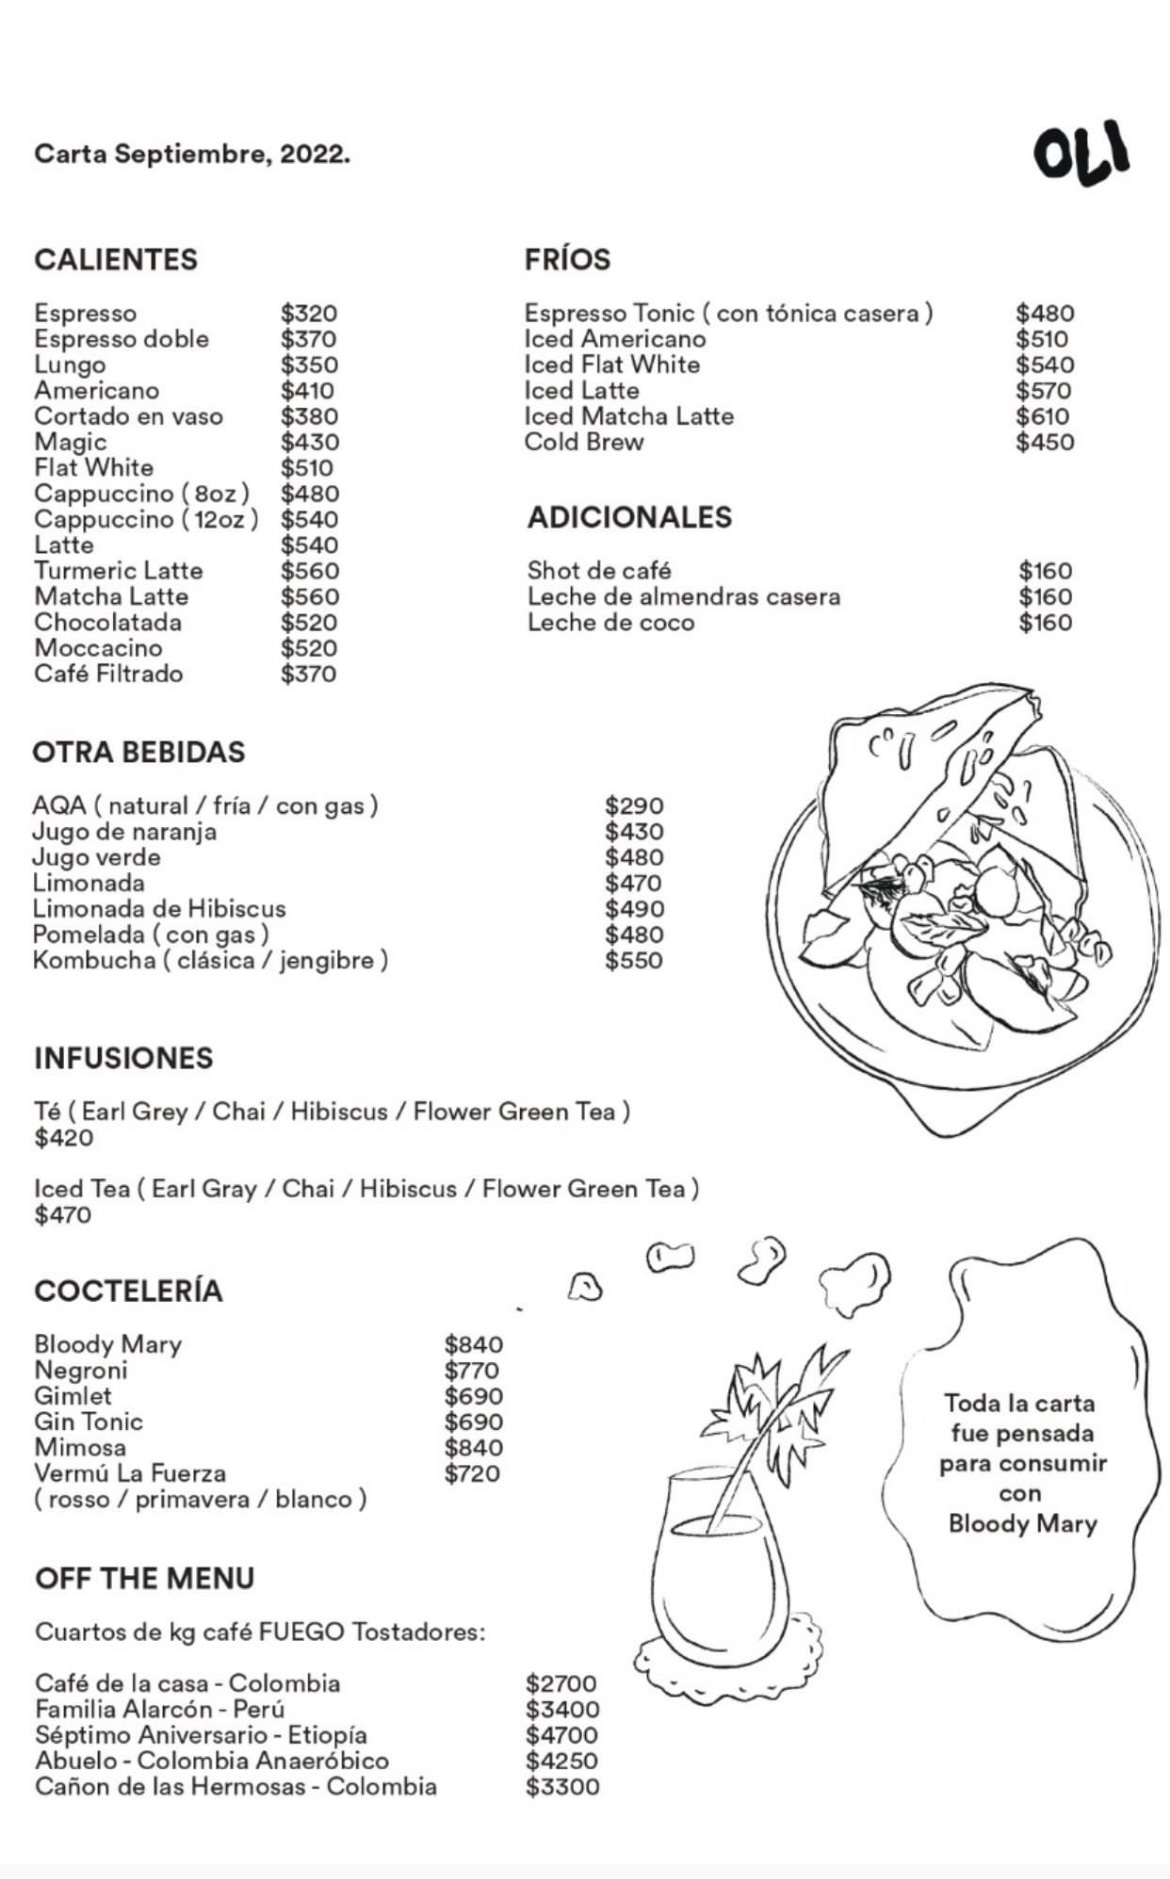 Carta Septiembre, 2022.
OLI
CALIENTES
Espresso $320
Espresso doble $370
Lungo $350
Americano $410
Cortado en vaso $380
Magic $430
Flat White $510
Cappuccino ( 8oz ) $480
Cappuccino ( 12oz ) $540
Latte $540
Turmeric Latte $560
Matcha Latte $560
Chocolatada $520
Moccacino $520
Café Filtrado $370
FRÍOS
Espresso Tonic ( con tónica casera ) $480
Iced Americano $510
Iced Flat White $540
Iced Latte $570
Iced Matcha Latte $610
Cold Brew $450
ADICIONALES
Shot de café $160
Leche de almendras casera $160
Leche de coco $160
OTRA BEBIDAS
AQA ( natural / fría / con gas ) $290
Jugo de naranja $430
Jugo verde $480
Limonada $470
Limonada de Hibiscus $490
Pomelada ( con gas ) $480
Kombucha ( clásica / jengibre ) $550
INFUSIONES
Té ( Earl Grey / Chai / Hibiscus / Flower Green Tea )
$420
Iced Tea ( Earl Gray / Chai / Hibiscus / Flower Green Tea )
$470
COCTELERÍA
Bloody Mary $840
Negroni $770
Gimlet $690
Gin Tonic $690
Mimosa $840
Vermú La Fuerza $720
( rosso / primavera / blanco )
Toda la carta
fue pensada
para consumir
con
Bloody Mary
OFF THE MENU
Cuartos de kg café FUEGO Tostadores:
Café de la casa - Colombia $2700
Familia Alarcón - Perú $3400
Séptimo Aniversario - Etiopía $4700
Abuelo - Colombia Anaeróbico $4250
Cañon de las Hermosas - Colombia $3300